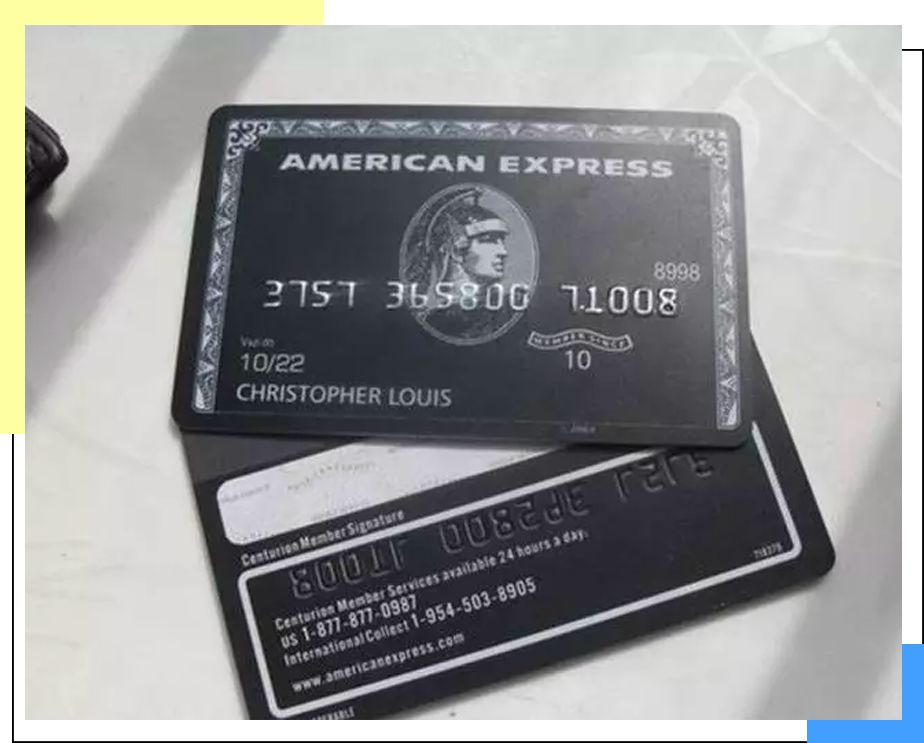 AMERICAN EXPRESS
8998
3757 365800 71008
MEMBER SINCE
10/22
10
CHRISTOPHER LOUIS
Centurion Member Signature
Centurion Member Services available 24 hours a day:
US 1-877-877-0987
International Collect 1-954-503-8905
www.americanexpress.com